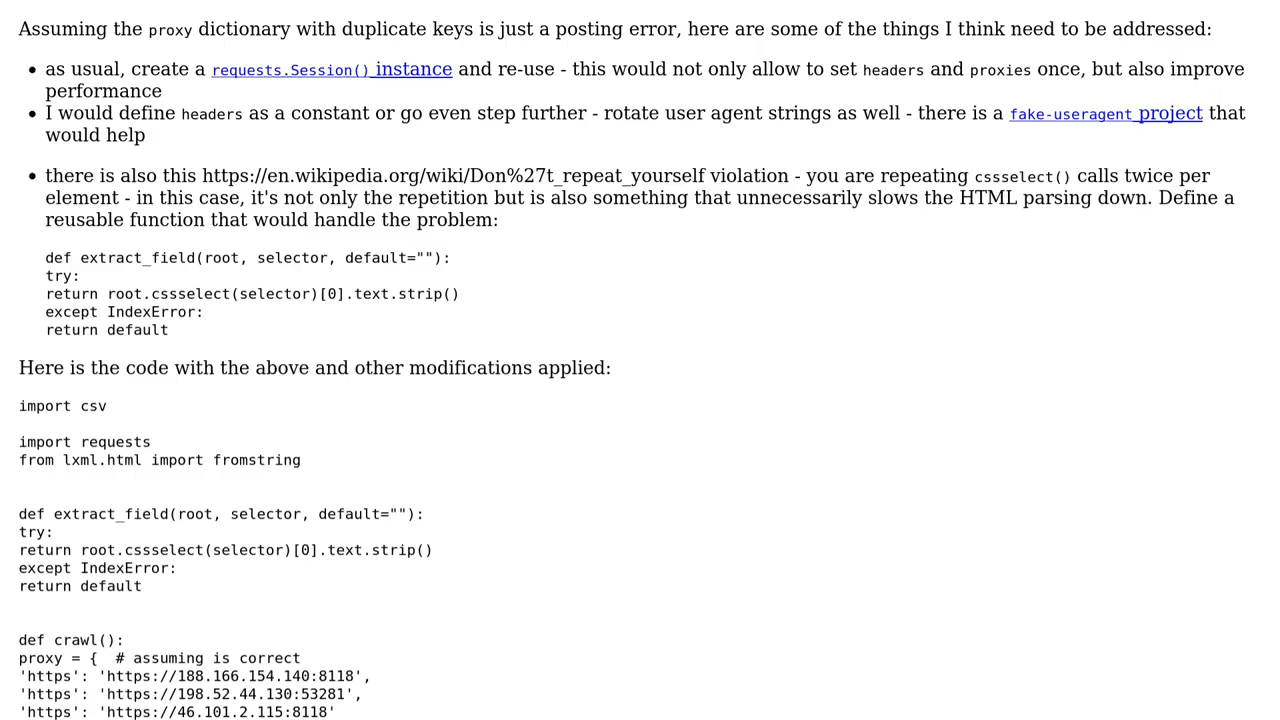 Assuming the proxy dictionary with duplicate keys is just a posting error, here are some of the things I think need to be addressed:
• as usual, create a requests.Session() instance and re-use - this would not only allow to set headers and proxies once, but also improve
performance
• I would define headers as a constant or go even step further - rotate user agent strings as well - there is a fake-useragent project that
would help
• there is also this https://en.wikipedia.org/wiki/Don%27t_repeat_yourself violation - you are repeating cssselect() calls twice per
element - in this case, it's not only the repetition but is also something that unnecessarily slows the HTML parsing down. Define a
reusable function that would handle the problem:
def extract_field(root, selector, default=""):
try:
return root.cssselect(selector)[0].text.strip()
except IndexError:
return default
Here is the code with the above and other modifications applied:
import csv
import requests
from lxml.html import fromstring
def extract_field(root, selector, default=""):
try:
return root.cssselect(selector)[0].text.strip()
except IndexError:
return default
def crawl():
proxy = {  # assuming is correct
'https': 'https://188.166.154.140:8118',
'https': 'https://198.52.44.130:53281',
'https': 'https://46.101.2.115:8118'